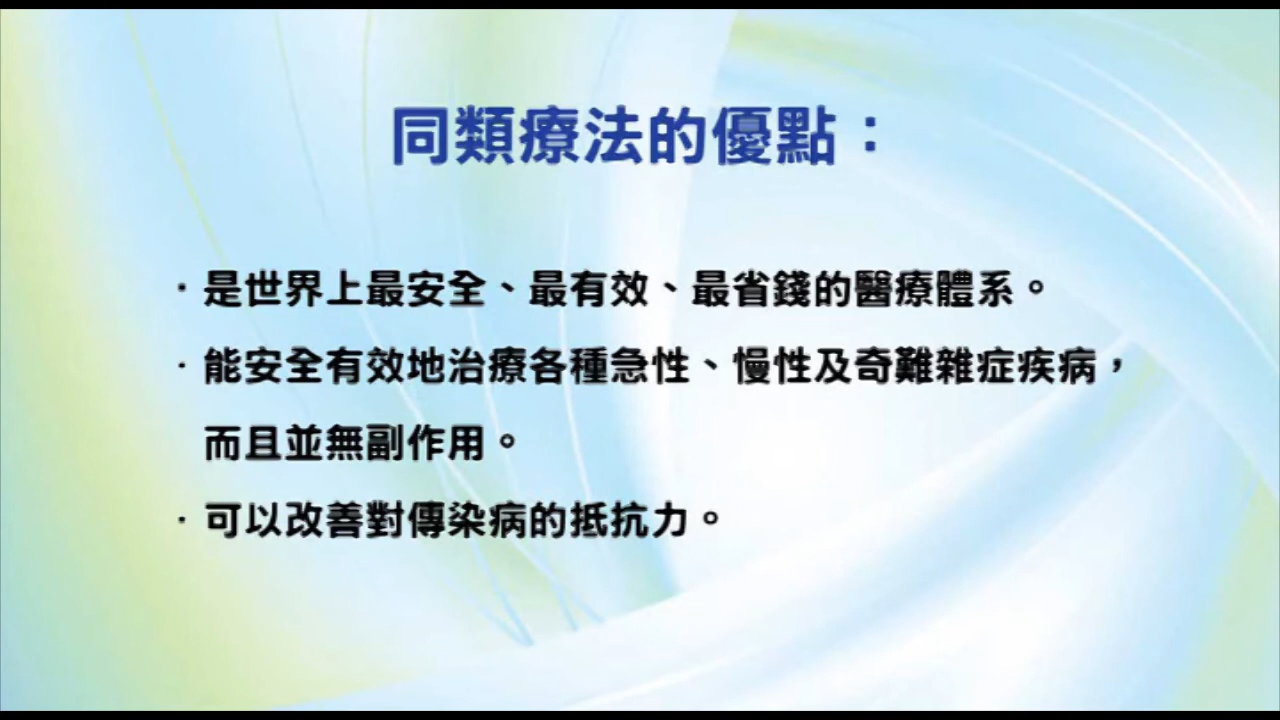 同類療法的優點：
·是世界上最安全、最有效、最省錢的醫療體系。
·能安全有效地治療各種急性、慢性及奇難雜症疾病，
而且並無副作用。
·可以改善對傳染病的抵抗力。